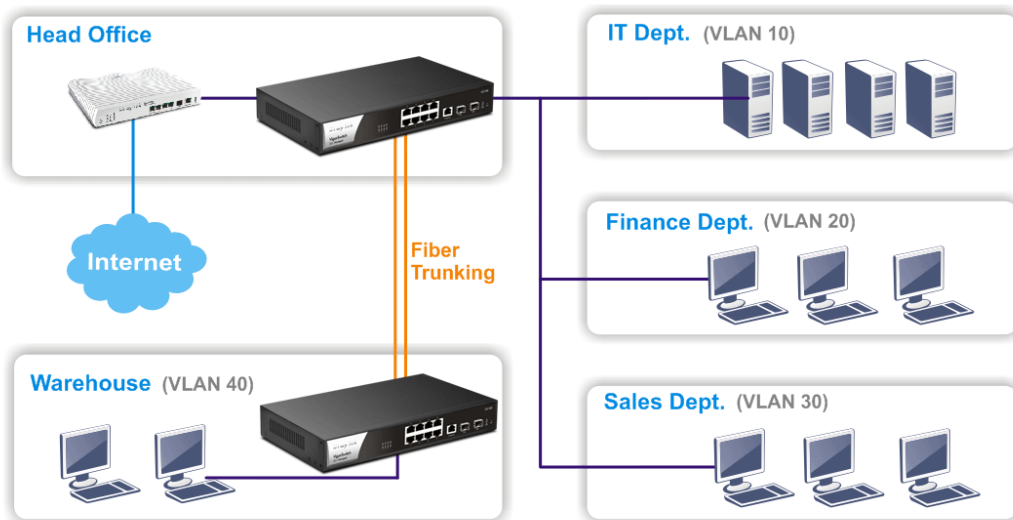 Head Office
IT Dept. (VLAN 10)
Internet
Fiber
Trunking
Finance Dept. (VLAN 20)
Warehouse (VLAN 40)
Sales Dept. (VLAN 30)